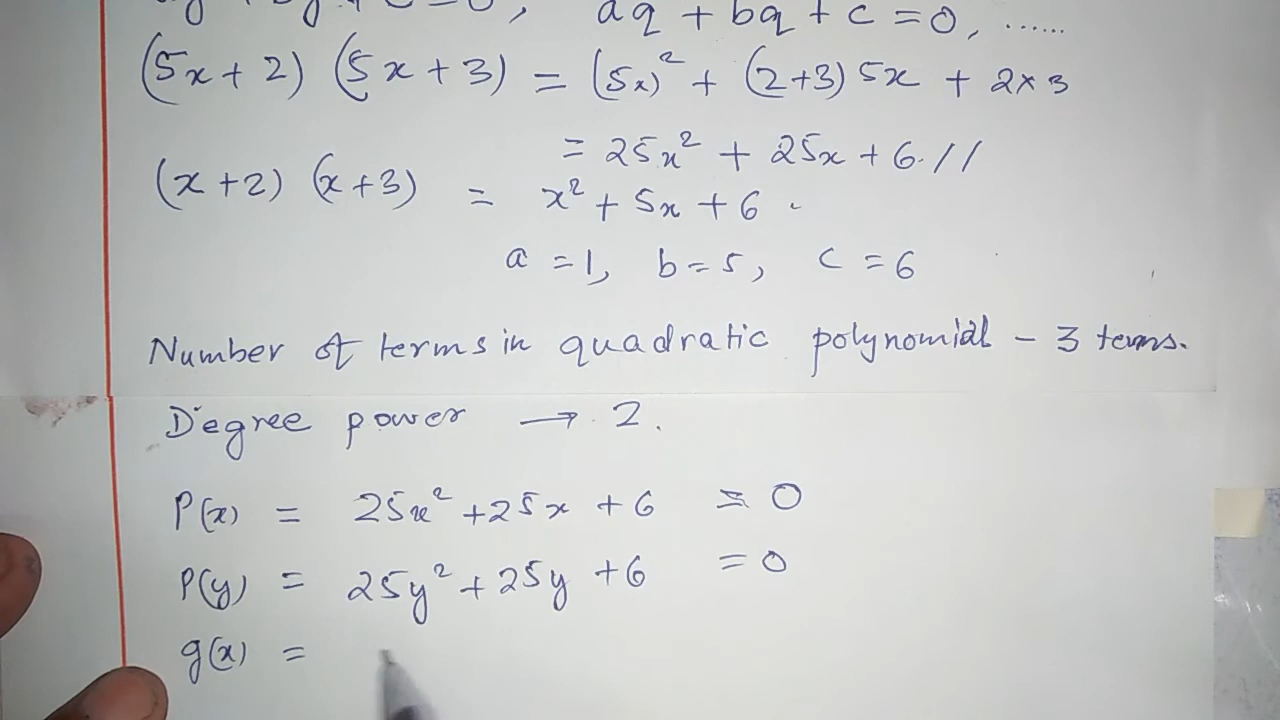 c = 0, aq + bq + c = 0, ......
(5x + 2) (5x + 3) = (5x)² + (2+3) 5x + 2 × 3
= 25x² + 25x + 6. //
(x + 2) (x + 3) = x² + 5x + 6 .
a = 1, b = 5, c = 6
Number of terms in quadratic polynomial - 3 terms.
Degree power → 2.
P(x) = 25x² + 25x + 6 = 0
P(y) = 25y² + 25y + 6 = 0
g(x) =